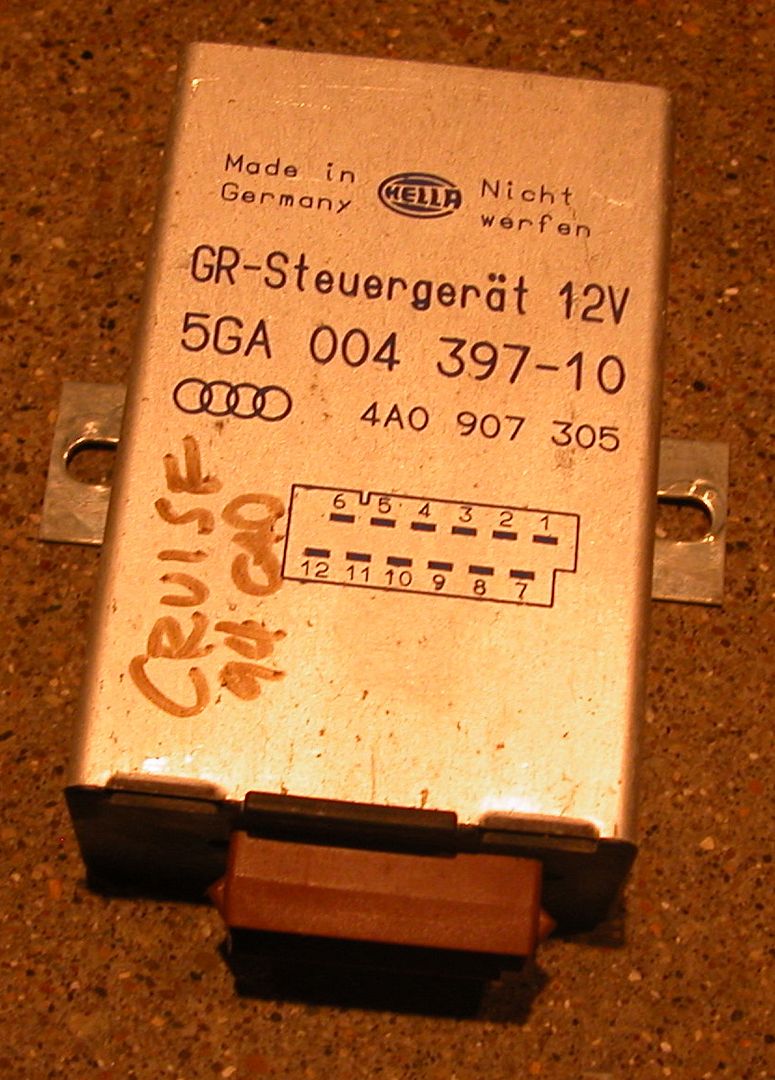 Made in
Germany
HELLA
Nicht
werfen
GR-Steuergerät 12V
5GA 004 397-10
4A0 907 305
CRUISE
94
6 5 4 3 2 1
12 11 10 9 8 7